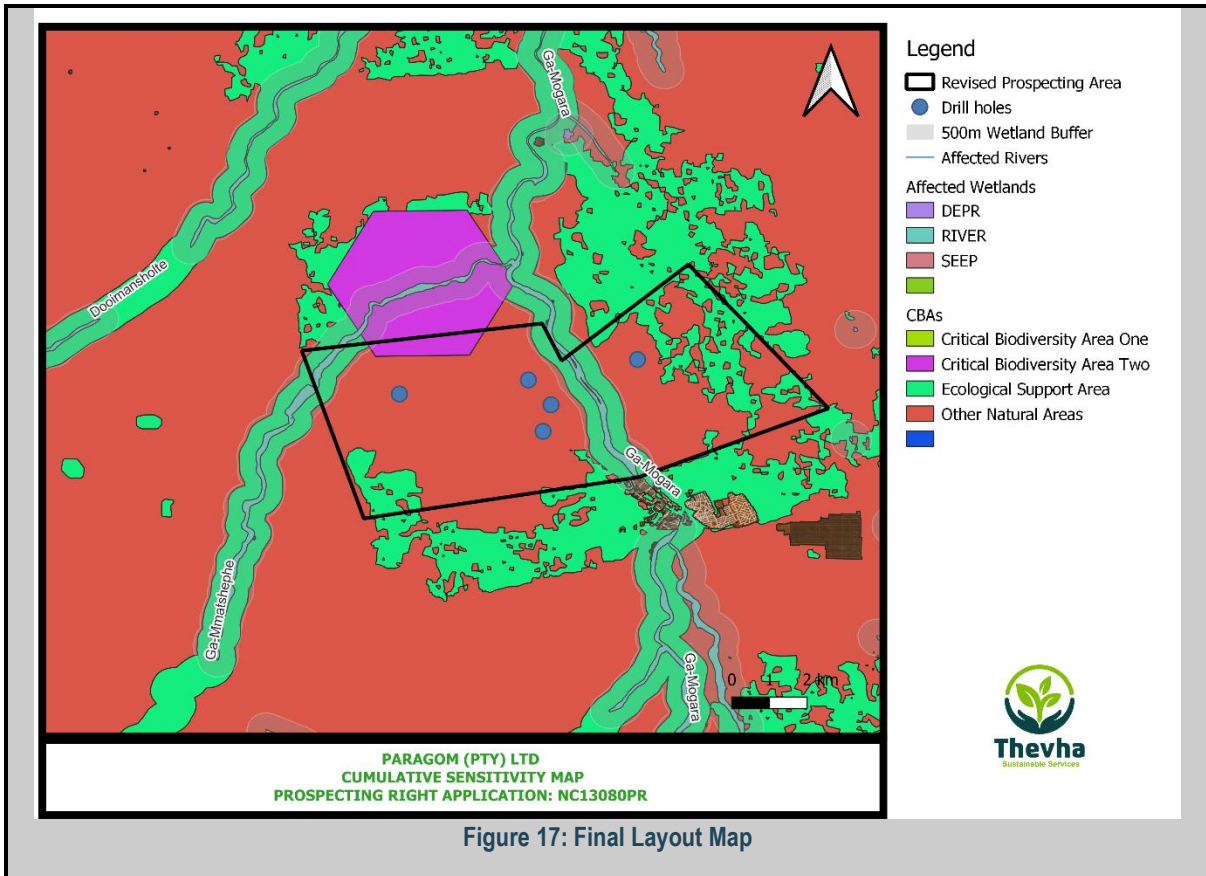 Ga-Mogara
Dooimansholte
Ga-Mogara
Ga-Mmatshephe
Ga-Mogara
0 1 2 km
Legend
Revised Prospecting Area
Drill holes
500m Wetland Buffer
Affected Rivers
Affected Wetlands
DEPR
RIVER
SEEP
CBAs
Critical Biodiversity Area One
Critical Biodiversity Area Two
Ecological Support Area
Other Natural Areas
Thevha
Sustainable Services
PARAGOM (PTY) LTD
CUMULATIVE SENSITIVITY MAP
PROSPECTING RIGHT APPLICATION: NC13080PR
Figure 17: Final Layout Map